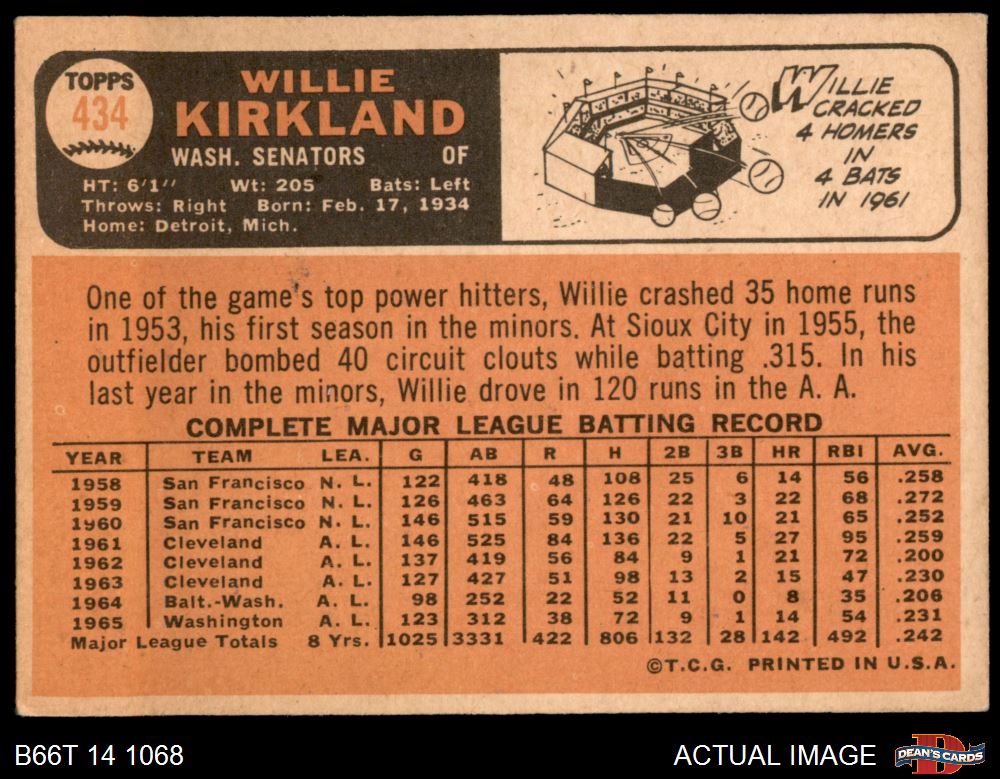 TOPPS
434
WILLIE
KIRKLAND
WASH. SENATORS OF
HT: 6'1" Wt: 205 Bats: Left
Throws: Right Born: Feb. 17, 1934
Home: Detroit, Mich.
WILLIE
CRACKED
4 HOMERS
IN
4 BATS
IN 1961
One of the game's top power hitters, Willie crashed 35 home runs
in 1953, his first season in the minors. At Sioux City in 1955, the
outfielder bombed 40 circuit clouts while batting .315. In his
last year in the minors, Willie drove in 120 runs in the A. A.
COMPLETE MAJOR LEAGUE BATTING RECORD
YEAR TEAM LEA. G AB R H 2B 3B HR RBI AVG.
1958 San Francisco N. L. 122 418 48 108 25 6 14 56 .258
1959 San Francisco N. L. 126 463 64 126 22 3 22 68 .272
1960 San Francisco N. L. 146 515 59 130 21 10 21 65 .252
1961 Cleveland A. L. 146 525 84 136 22 5 27 95 .259
1962 Cleveland A. L. 137 419 56 84 9 1 21 72 .200
1963 Cleveland A. L. 127 427 51 98 13 2 15 47 .230
1964 Balt.-Wash. A. L. 98 252 22 52 11 0 8 35 .206
1965 Washington A. L. 123 312 38 72 9 1 14 54 .231
Major League Totals 8 Yrs. 1025 3331 422 806 132 28 142 492 .242
©T.C.G. PRINTED IN U.S.A.
B66T 14 1068 ACTUAL IMAGE
DEAN'S CARDS